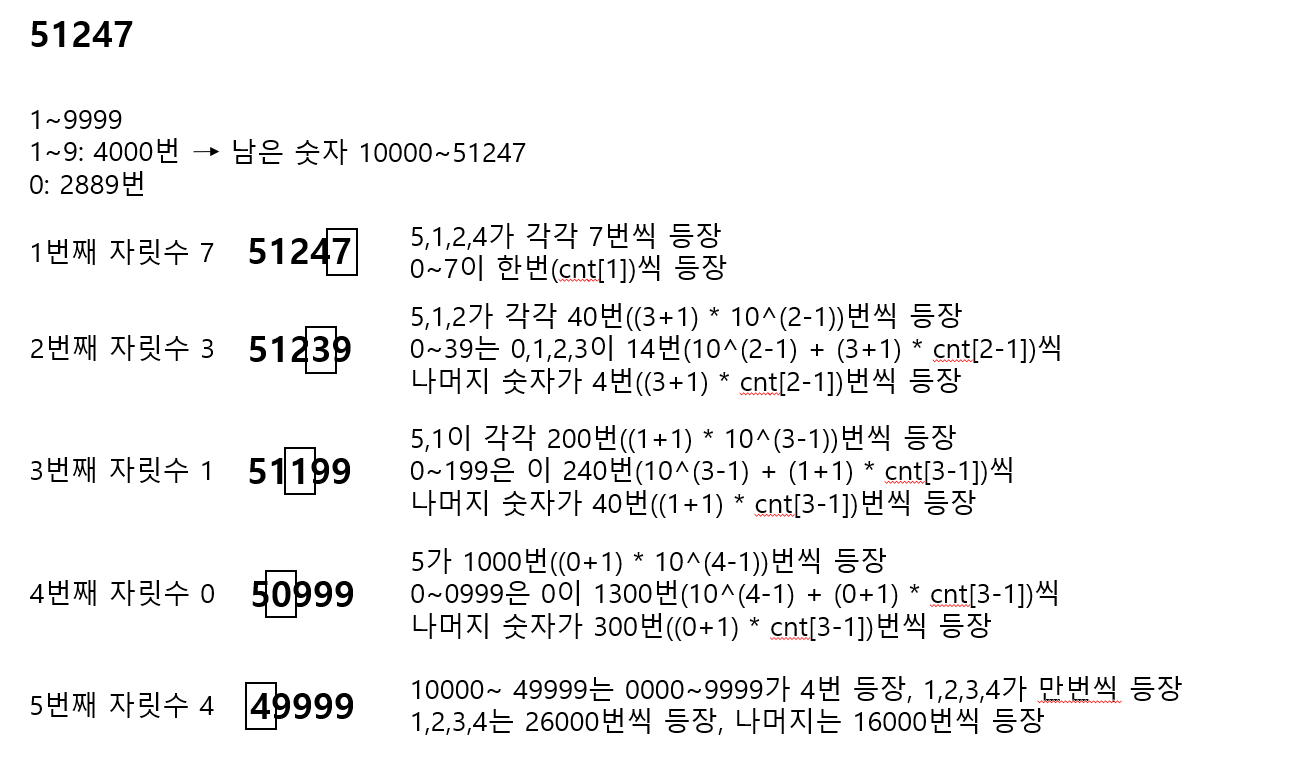 51247
1~9999
1~9: 4000번 → 남은 숫자 10000~51247
0: 2889번
1번째 자릿수 7
51247
5,1,2,4가 각각 7번씩 등장
0~7이 한번(cnt[1])씩 등장
2번째 자릿수 3
51239
5,1,2가 각각 40번((3+1) * 10^(2-1))번씩 등장
0~39는 0,1,2,3이 14번(10^(2-1) + (3+1) * cnt[2-1])씩
나머지 숫자가 4번((3+1) * cnt[2-1])번씩 등장
3번째 자릿수 1
51199
5,1이 각각 200번((1+1) * 10^(3-1))번씩 등장
0~199은 이 240번(10^(3-1) + (1+1) * cnt[3-1])씩
나머지 숫자가 40번((1+1) * cnt[3-1])번씩 등장
4번째 자릿수 0
50999
5가 1000번((0+1) * 10^(4-1))번씩 등장
0~0999은 0이 1300번(10^(4-1) + (0+1) * cnt[3-1])씩
나머지 숫자가 300번((0+1) * cnt[3-1])번씩 등장
5번째 자릿수 4
49999
10000~ 49999는 0000~9999가 4번 등장, 1,2,3,4가 만번씩 등장
1,2,3,4는 26000번씩 등장, 나머지는 16000번씩 등장